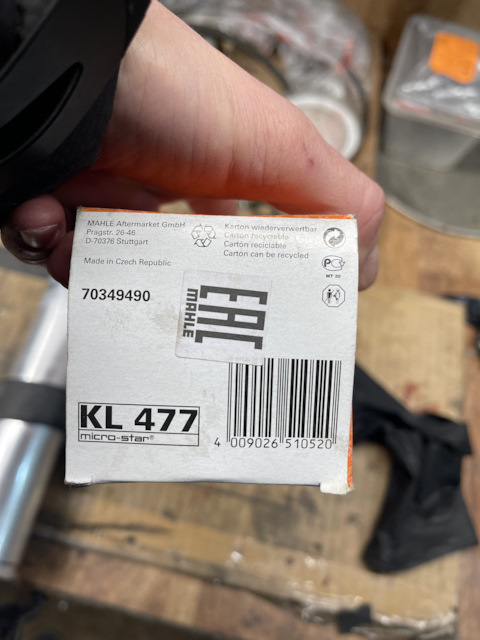 MAHLE Aftermarket GmbH
Pragstr. 26-46
D-70376 Stuttgart
Made in Czech Republic
Karton wiederverwertbar
Carton recyclable
Carton reciclable
Carton can be recycled
70349490
EAC
MAHLE
KL 477
micro-star®
4 009026 510520